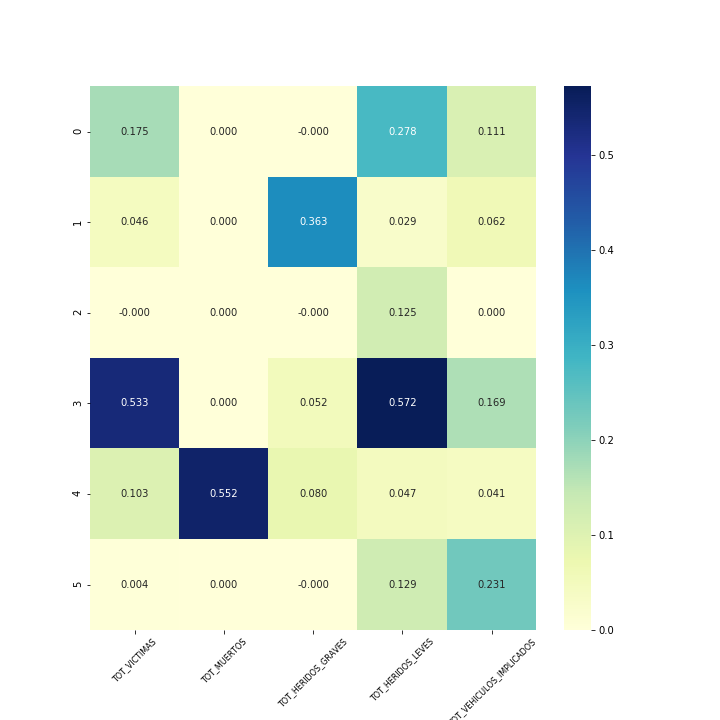 0 0.175 0.000 -0.000 0.278 0.111
1 0.046 0.000 0.363 0.029 0.062
2 -0.000 0.000 -0.000 0.125 0.000
3 0.533 0.000 0.052 0.572 0.169
4 0.103 0.552 0.080 0.047 0.041
5 0.004 0.000 -0.000 0.129 0.231
TOT_VICTIMAS
TOT_MUERTOS
TOT_HERIDOS_GRAVES
TOT_HERIDOS_LEVES
OT_VEHICULOS_IMPLICADOS
0.5
0.4
0.3
0.2
0.1
0.0